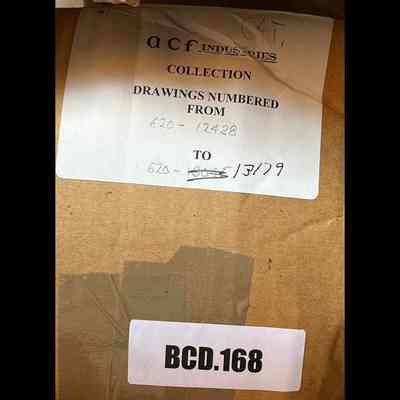 acf INDUSTRIES
COLLECTION
DRAWINGS NUMBERED
FROM
620- 12428
TO
620- 13179
BCD.168